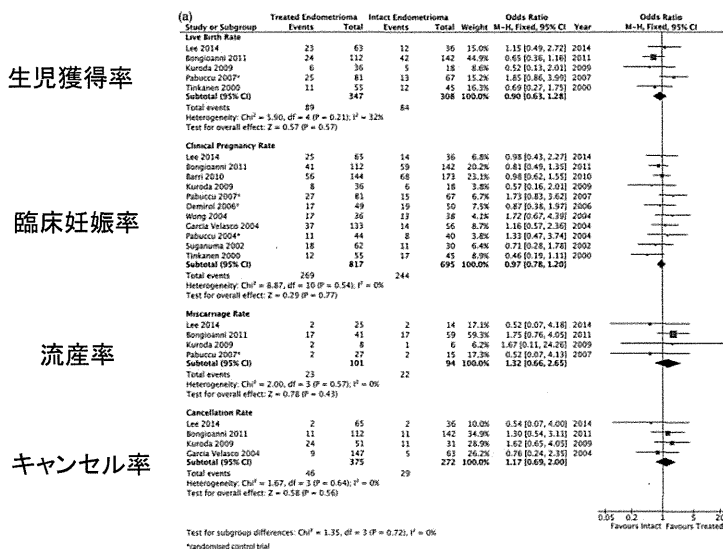 (a)
Treated Endometrioma Intact Endometrioma Odds Ratio Odds Ratio
Study or Subgroup Events Total Events Total Weight M-H, Fixed, 95% CI Year M-H, Fixed, 95% CI
生児獲得率
Live Birth Rate
Lee 2014 23 63 12 36 15.0% 1.15 [0.49, 2.72] 2014
Bongioanni 2011 24 112 42 142 44.9% 0.65 [0.36, 1.16] 2011
Kuroda 2009 6 36 5 18 8.6% 0.52 [0.13, 2.01] 2009
Pabuccu 2007* 25 81 13 67 15.7% 1.85 [0.86, 3.99] 2007
Tinkanen 2000 11 55 12 45 15.8% 0.69 [0.27, 1.75] 2000
Subtotal (95% CI) 347 308 100.0% 0.90 [0.63, 1.28]
Total events 89 84
Heterogeneity: Chi² = 5.90, df = 4 (P = 0.21); I² = 32%
Test for overall effect: Z = 0.57 (P = 0.57)
臨床妊娠率
Clinical Pregnancy Rate
Lee 2014 25 65 14 36 6.8% 0.98 [0.43, 2.27] 2014
Bongioanni 2011 41 112 59 142 0.81 [0.49, 1.35] 2011
Barri 2010 56 144 68 173 0.98 [0.62, 1.55] 2010
Kuroda 2009 8 36 6 18 0.57 [0.16, 2.01] 2009
Pabuccu 2007* 27 81 15 67 1.73 [0.83, 3.62] 2007
Demirol 2006* 17 49 19 50 0.87 [0.38, 1.97] 2006
Wong 2004 17 36 13 38 1.72 [0.67, 4.39] 2004
Garcia Velasco 2004 37 133 14 56 1.16 [0.57, 2.36] 2004
Pabuccu 2004* 11 44 8 40 1.33 [0.47, 3.74] 2004
Suganuma 2002 18 62 11 30 0.71 [0.28, 1.78] 2002
Tinkanen 2000 12 55 17 45 0.46 [0.19, 1.11] 2000
Subtotal (95% CI) 817 695 100.0% 0.97 [0.78, 1.20]
Total events 269 244
Heterogeneity: Chi² = 8.87, df = 10 (P = 0.54); I² = 0%
Test for overall effect: Z = 0.29 (P = 0.77)
流産率
Miscarriage Rate
Lee 2014 2 25 2 14 17.1% 0.52 [0.07, 4.18] 2014
Bongioanni 2011 17 41 17 59 59.3% 1.75 [0.76, 4.05] 2011
Kuroda 2009 2 8 1 6 6.2% 1.67 [0.11, 24.26] 2009
Pabuccu 2007* 2 27 2 15 17.4% 0.52 [0.07, 4.13] 2007
Subtotal (95% CI) 101 94 100.0% 1.32 [0.66, 2.65]
Total events 23 22
Heterogeneity: Chi² = 2.00, df = 3 (P = 0.57); I² = 0%
Test for overall effect: Z = 0.78 (P = 0.43)
キャンセル率
Cancellation Rate
Lee 2014 2 65 2 36 10.0% 0.54 [0.07, 4.00] 2014
Bongioanni 2011 11 112 11 142 34.9% 1.30 [0.54, 3.11] 2011
Kuroda 2009 24 51 11 31 28.9% 1.62 [0.65, 4.05] 2009
Garcia Velasco 2004 9 147 5 63 26.2% 0.76 [0.24, 2.35] 2004
Subtotal (95% CI) 375 272 100.0% 1.17 [0.69, 2.00]
Total events 46 29
Heterogeneity: Chi² = 1.67, df = 3 (P = 0.64); I² = 0%
Test for overall effect: Z = 0.58 (P = 0.56)
0.05 0.2 1 5 20
Favours Intact Favours Treated
Test for subgroup differences: Chi² = 1.35, df = 3 (P = 0.72), I² = 0%
*randomised control trial